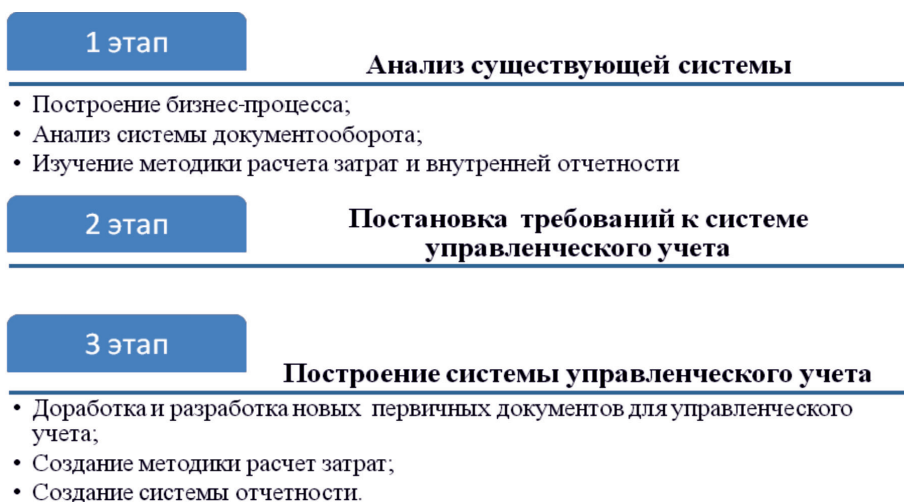 1 этап
Анализ существующей системы
• Построение бизнес-процесса;
• Анализ системы документооборота;
• Изучение методики расчета затрат и внутренней отчетности
2 этап
Постановка требований к системе
управленческого учета
3 этап
Построение системы управленческого учета
• Доработка и разработка новых первичных документов для управленческого
учета;
• Создание методики расчет затрат;
• Создание системы отчетности.